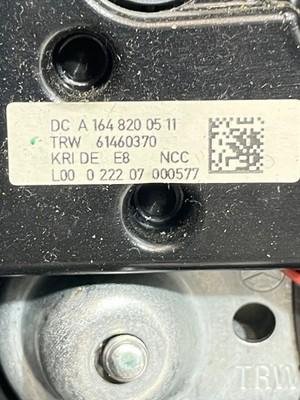 DC A 164 820 05 11
TRW 61460370
KRI DE E8 NCC
L00 0 222 07 000577
TRW